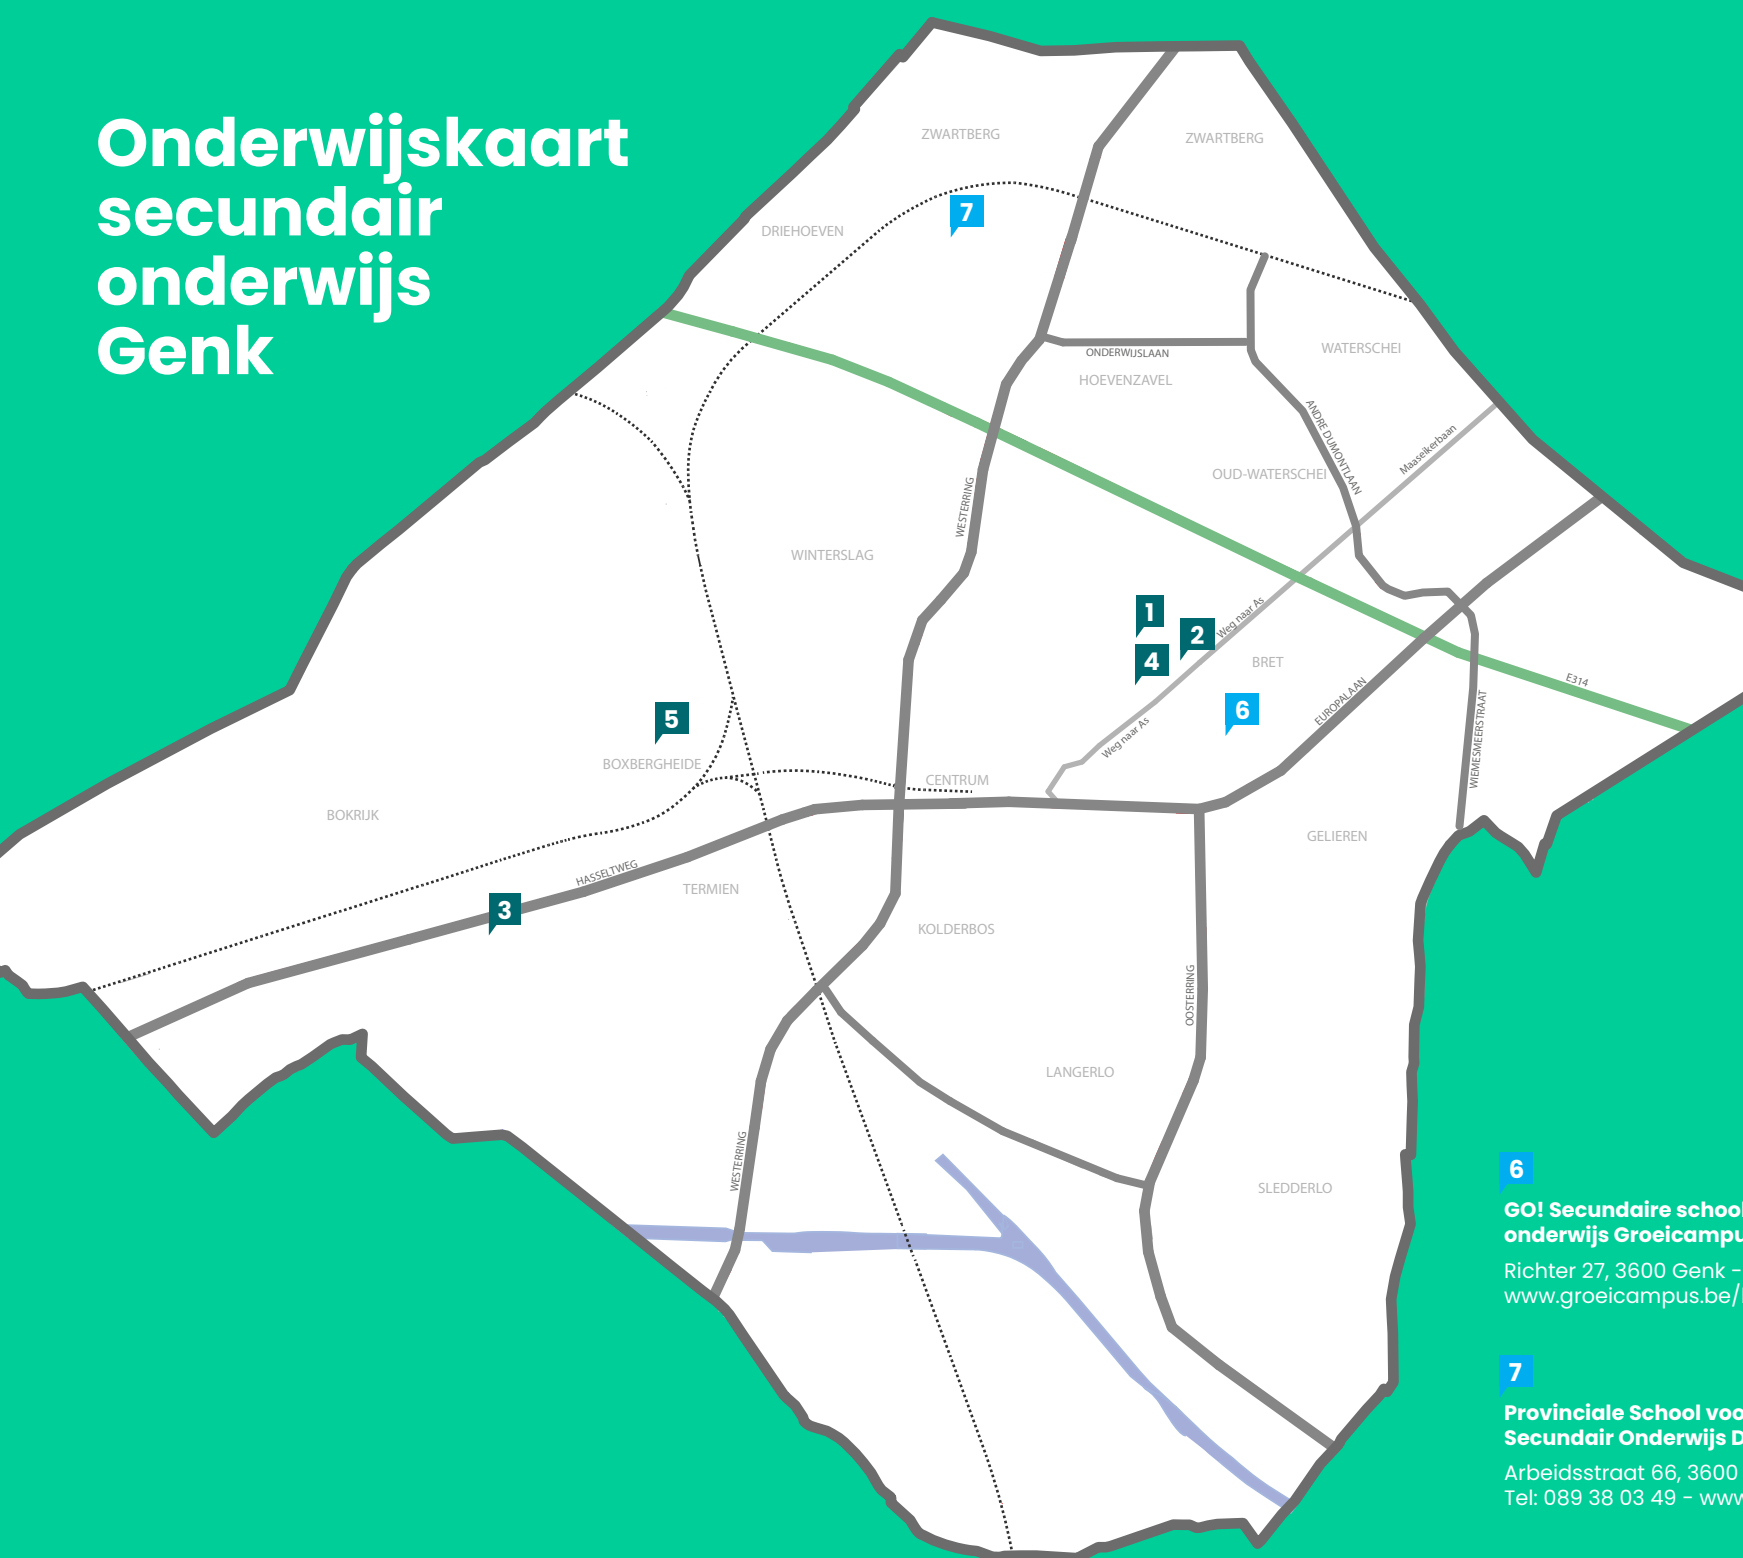 Onderwijskaart
secundair
onderwijs
Genk
ZWARTBERG
ZWARTBERG
7
DRIEHOEVEN
ONDERWIJSLAAN
WATERSCHEI
HOEVENZAVEL
ANDRE DUMONTLAAN
Maaseikerbaan
OUD-WATERSCHEI
WESTERRING
WINTERSLAG
1
2
Weg naar As
4
BRET
E314
5
6
EUROPALAAN
WIEMESMEERSTRAAT
Weg naar As
BOXBERGHEIDE
CENTRUM
BOKRIJK
GELIEREN
HASSELTWEG
TERMIEN
3
KOLDERBOS
OOSTERRING
LANGERLO
WESTERRING
SLEDDERLO
6
GO! Secundaire school
onderwijs
Richter 27, 3600 Genk -
www.groeicampus.be/
7
Provinciale School
Secundair Onderwijs
Arbeidsstraat 66, 3600
Tel: 089 38 03 49 -